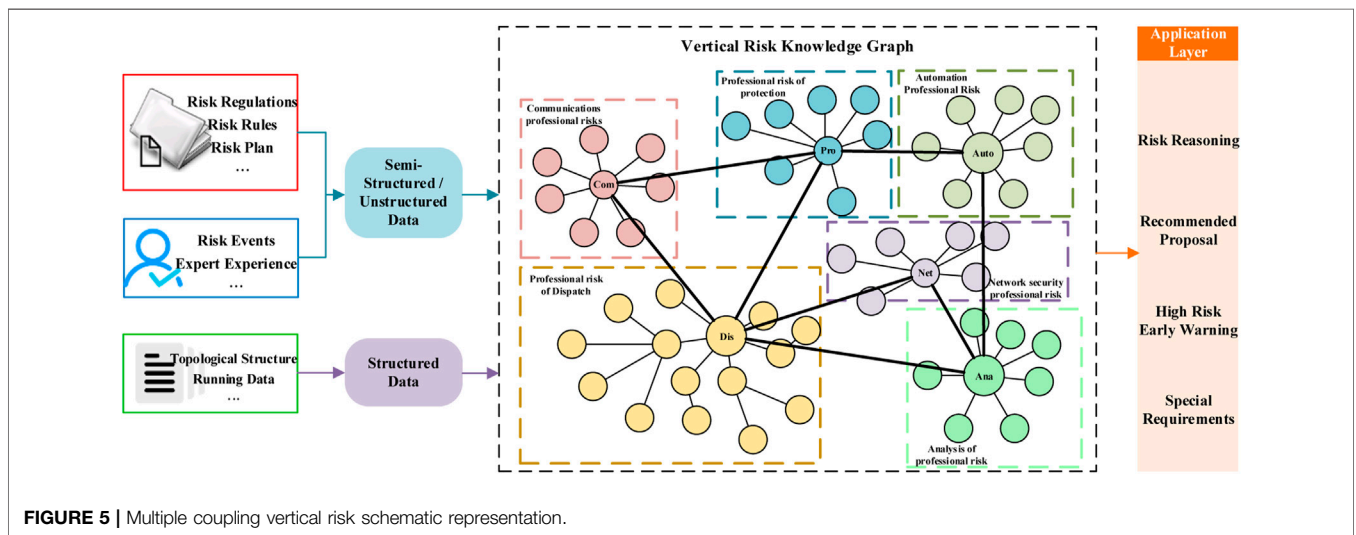 Risk Regulations
Risk Rules
Risk Plan
...
Risk Events
Expert Experience
...
Topological Structure
Running Data
...
Semi-
Structured /
Unstructured
Data
Structured
Data
Vertical Risk Knowledge Graph
Communications
professional risks
Com
Professional risk of
protection
Pro
Automation
Professional Risk
Auto
Professional risk
of Dispatch
Dis
Net
Network security
professional risk
Ana
Analysis of
professional risk
Application
Layer
Risk Reasoning
Recommended
Proposal
High Risk
Early Warning
Special
Requirements
FIGURE 5 | Multiple coupling vertical risk schematic representation.